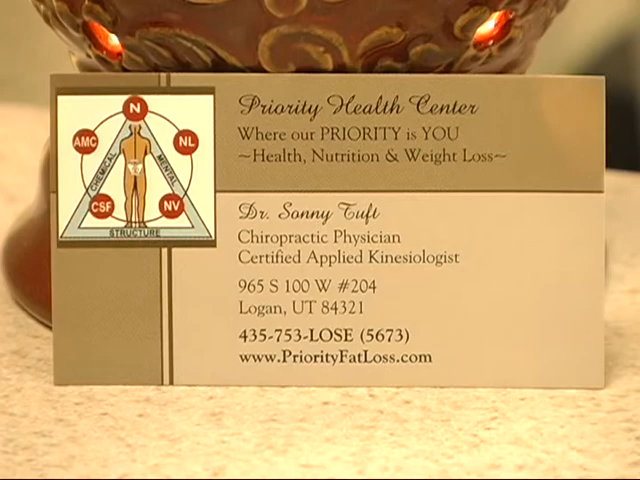 Priority Health Center
Where our PRIORITY is YOU
~Health, Nutrition & Weight Loss~
N
AMC
NL
CHEMICAL
MENTAL
CSF
NV
STRUCTURE
Dr. Sonny Tuft
Chiropractic Physician
Certified Applied Kinesiologist
965 S 100 W #204
Logan, UT 84321
435-753-LOSE (5673)
www.PriorityFatLoss.com